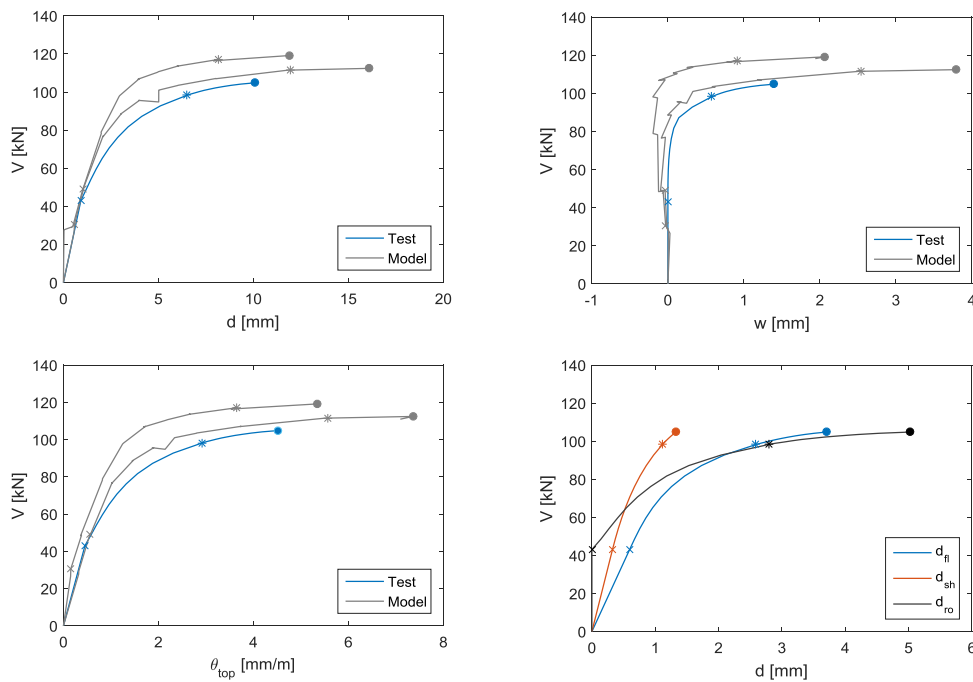 140
120
100
80
60
40
20
0
V [kN]
0 5 10 15 20
d [mm]
Test
Model
140
120
100
80
60
40
20
0
V [kN]
-1 0 1 2 3 4
w [mm]
Test
Model
140
120
100
80
60
40
20
0
V [kN]
0 2 4 6 8
θtop [mm/m]
Test
Model
140
120
100
80
60
40
20
0
V [kN]
0 1 2 3 4 5 6
d [mm]
dfl
dsh
dro